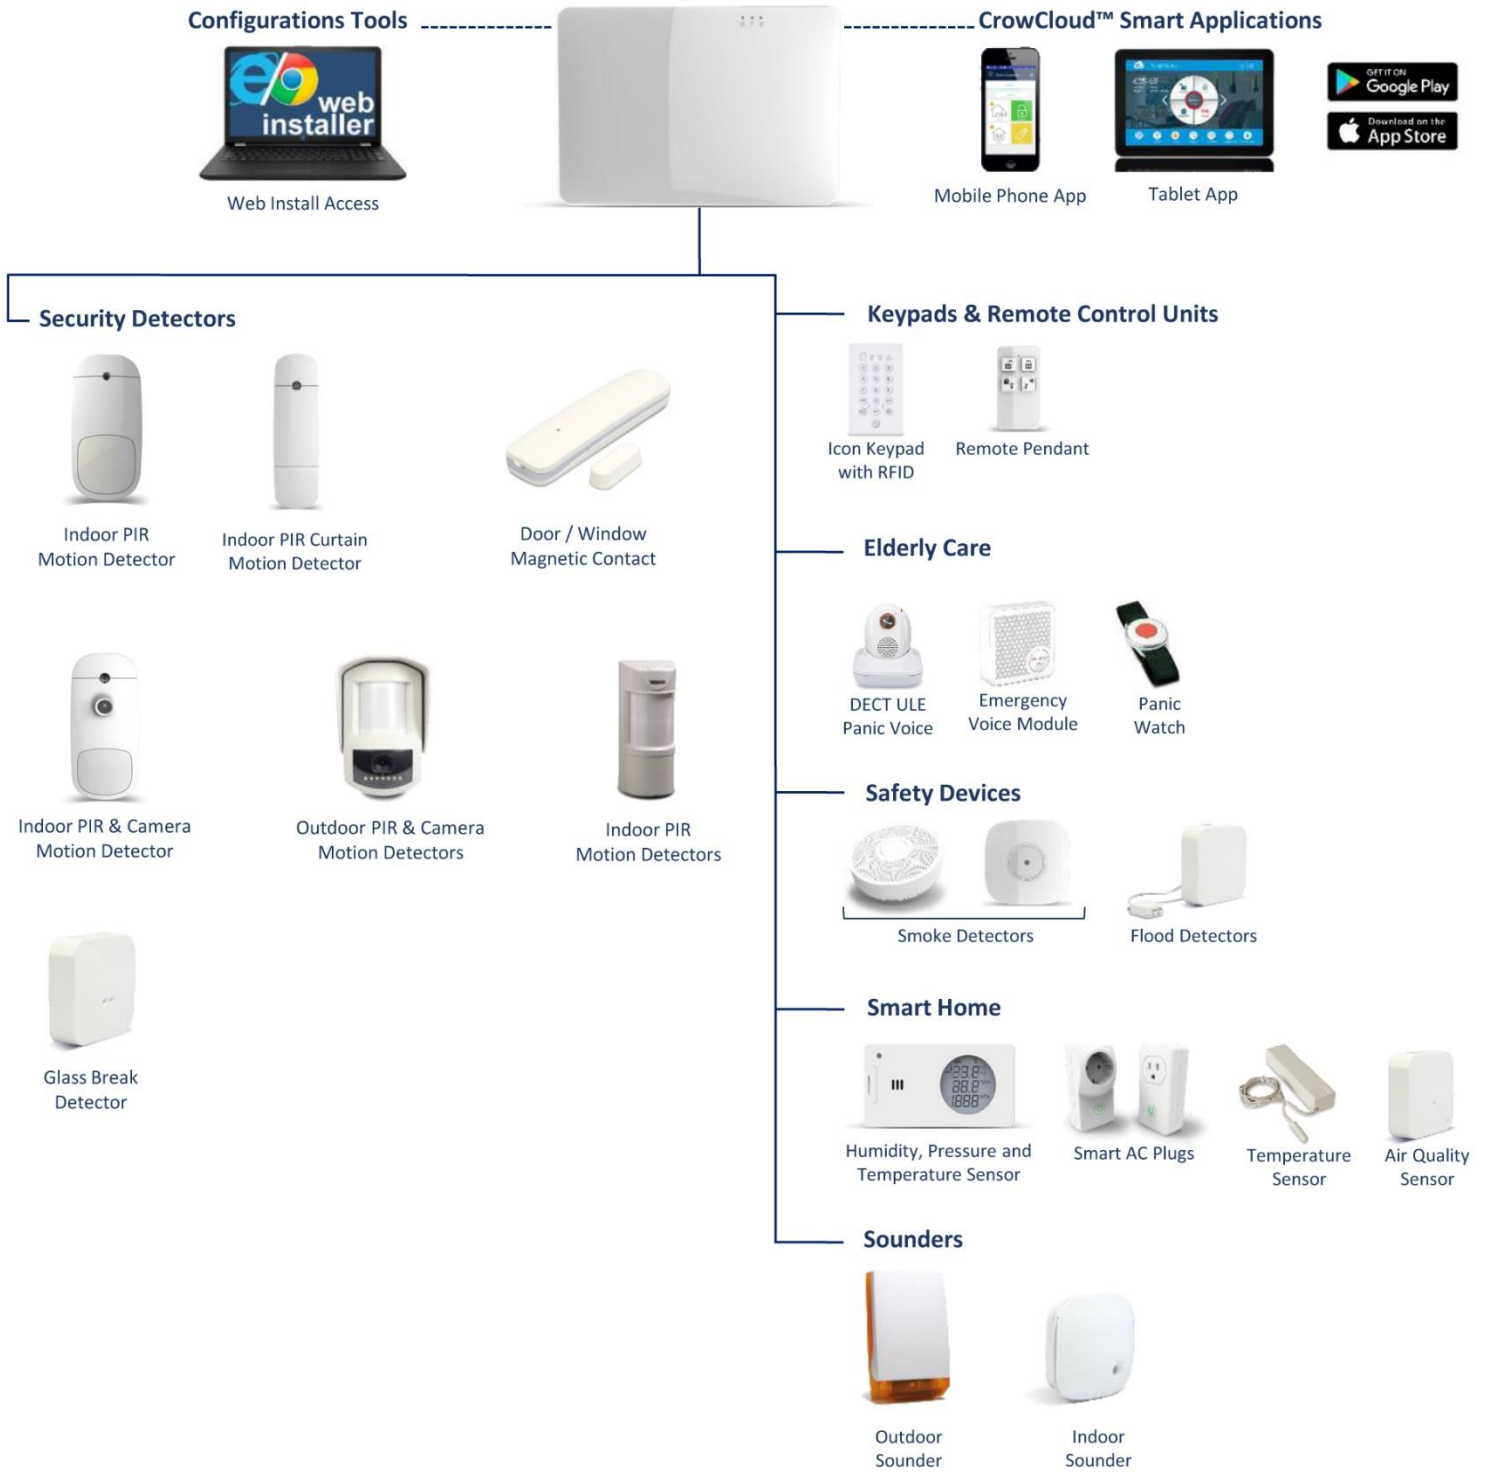 Configurations Tools
CrowCloud™ Smart Applications
web
installer
Web Install Access
Mobile Phone App
Tablet App
GET IT ON
Google Play
Download on the
App Store
Security Detectors
Indoor PIR
Motion Detector
Indoor PIR Curtain
Motion Detector
Door / Window
Magnetic Contact
Indoor PIR & Camera
Motion Detector
Outdoor PIR & Camera
Motion Detectors
Indoor PIR
Motion Detectors
Glass Break
Detector
Keypads & Remote Control Units
Icon Keypad
with RFID
Remote Pendant
Elderly Care
DECT ULE
Panic Voice
Emergency
Voice Module
Panic
Watch
Safety Devices
Smoke Detectors
Flood Detectors
Smart Home
Humidity, Pressure and
Temperature Sensor
Smart AC Plugs
Temperature
Sensor
Air Quality
Sensor
Sounders
Outdoor
Sounder
Indoor
Sounder